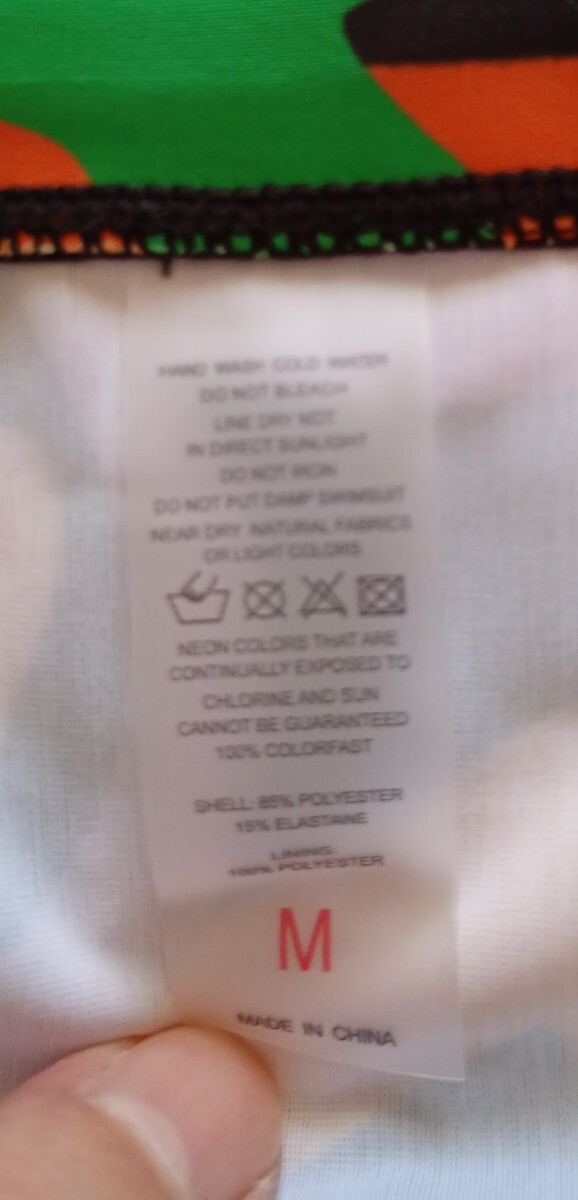 HAND WASH COLD WATER
DO NOT BLEACH
LINE DRY NOT
IN DIRECT SUNLIGHT
DO NOT IRON
DO NOT PUT DAMP SWIMSUIT
NEAR DRY NATURAL FABRICS
OR LIGHT COLORS
NEON COLORS THAT ARE
CONTINUALLY EXPOSED TO
CHLORINE AND SUN
CANNOT BE GUARANTEED
100% COLORFAST
SHELL: 85% POLYESTER
15% ELASTANE
LINING:
100% POLYESTER
M
MADE IN CHINA